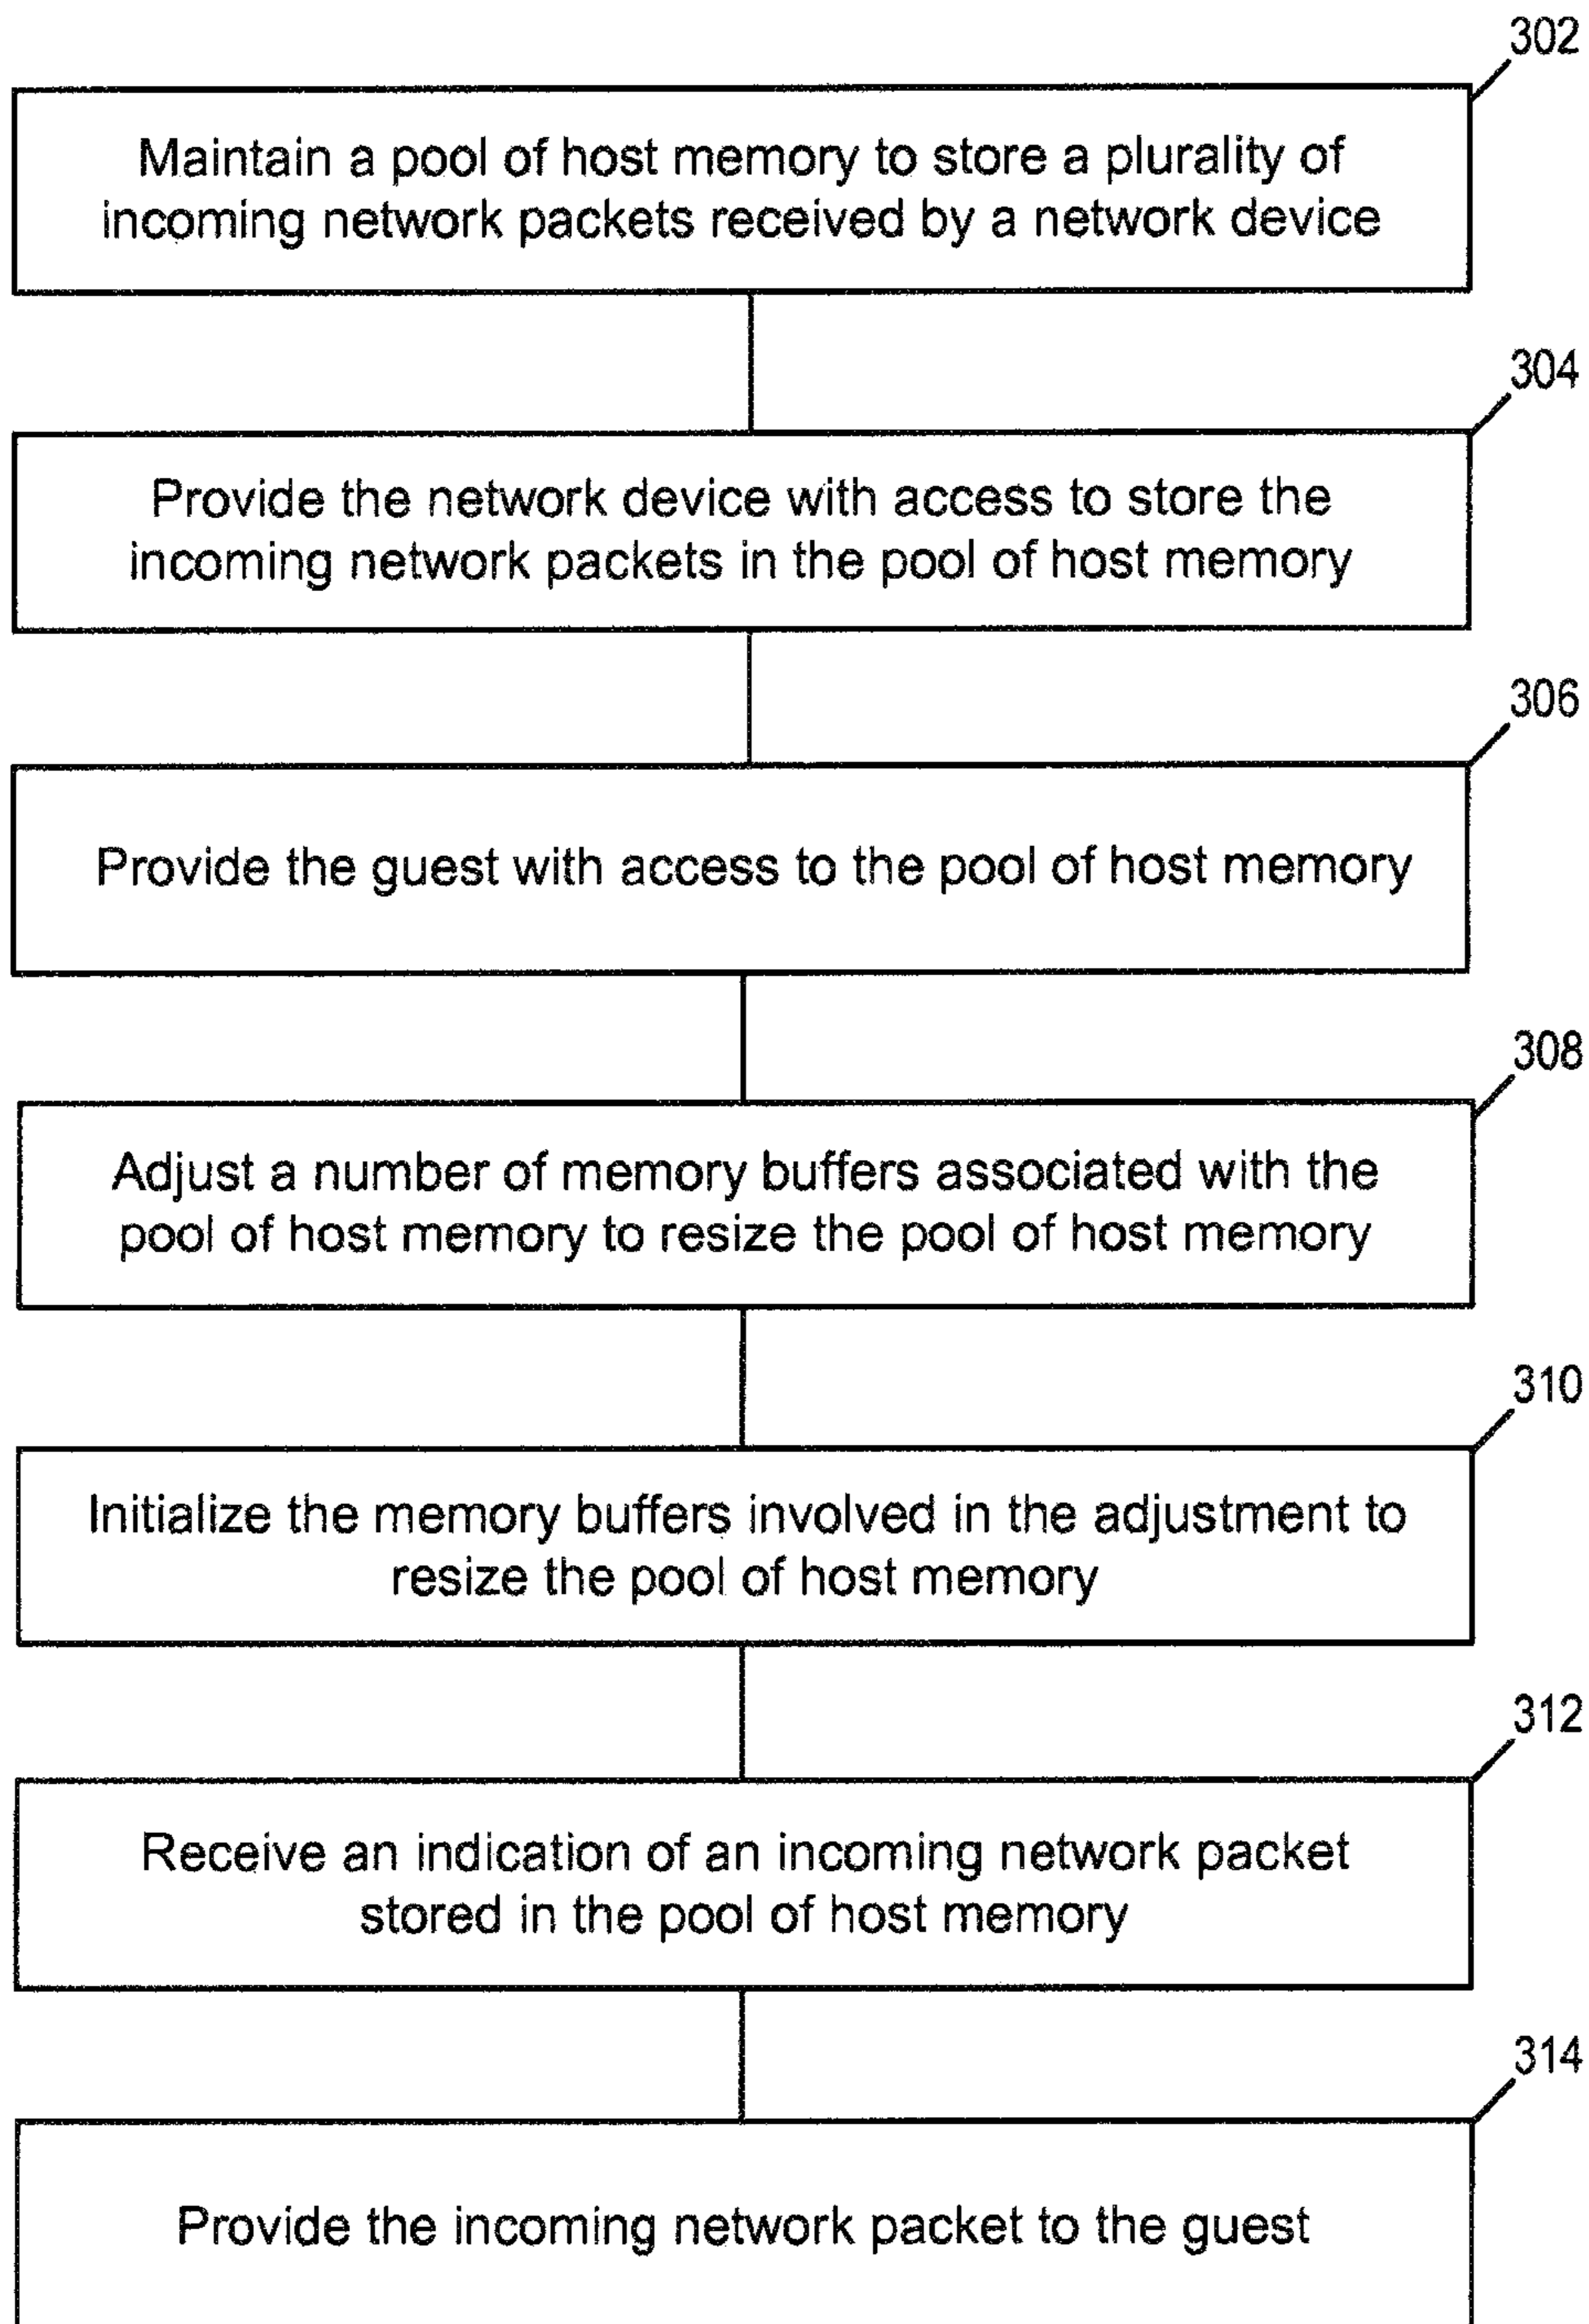 302
Maintain a pool of host memory to store a plurality of
incoming network packets received by a network device
304
Provide the network device with access to store the
incoming network packets in the pool of host memory
306
Provide the guest with access to the pool of host memory
308
Adjust a number of memory buffers associated with the
pool of host memory to resize the pool of host memory
310
Initialize the memory buffers involved in the adjustment to
resize the pool of host memory
312
Receive an indication of an incoming network packet
stored in the pool of host memory
314
Provide the incoming network packet to the guest